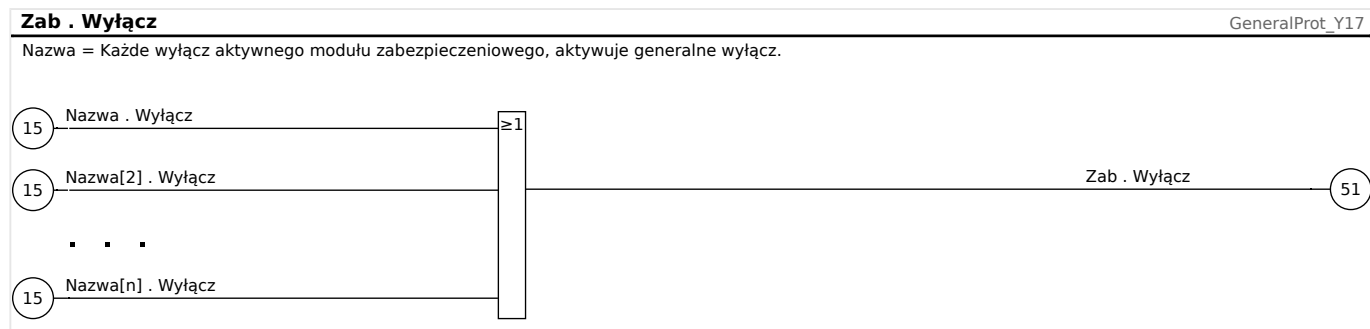 Zab . Wyłącz
GeneralProt_Y17
Nazwa = Każde wyłącz aktywnego modułu zabezpieczeniowego, aktywuje generalne wyłącz.
15
Nazwa . Wyłącz
≥1
15
Nazwa[2] . Wyłącz
Zab . Wyłącz
51
. . .
15
Nazwa[n] . Wyłącz